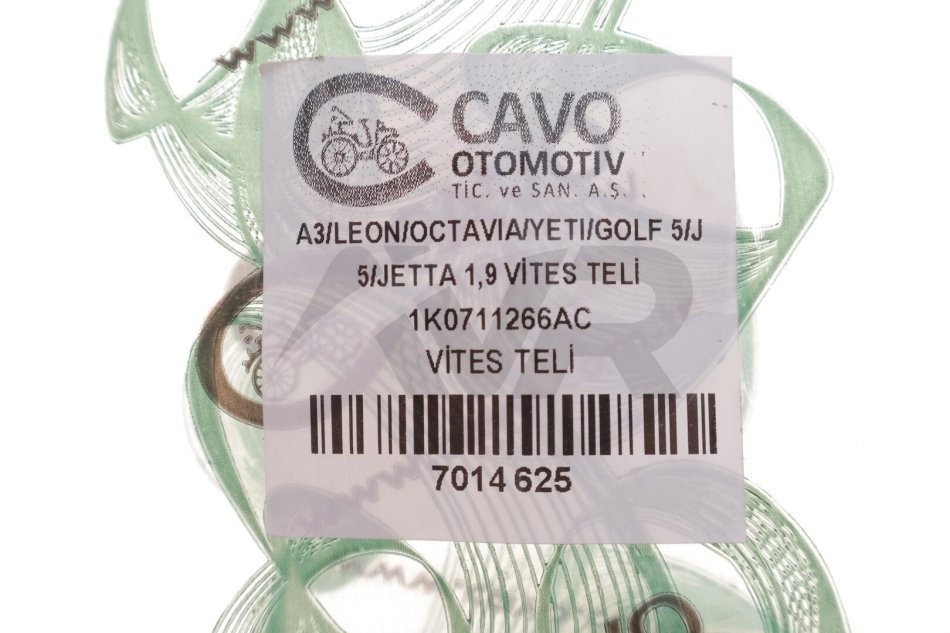 www
CAVO
OTOMOTIV
TİC. ve SAN. A.Ş.
A3/LEON/OCTAVIA/YETI/GOLF 5/J
5/JETTA 1,9 VİTES TELİ
1K0711266AC
VİTES TELİ
7014 625